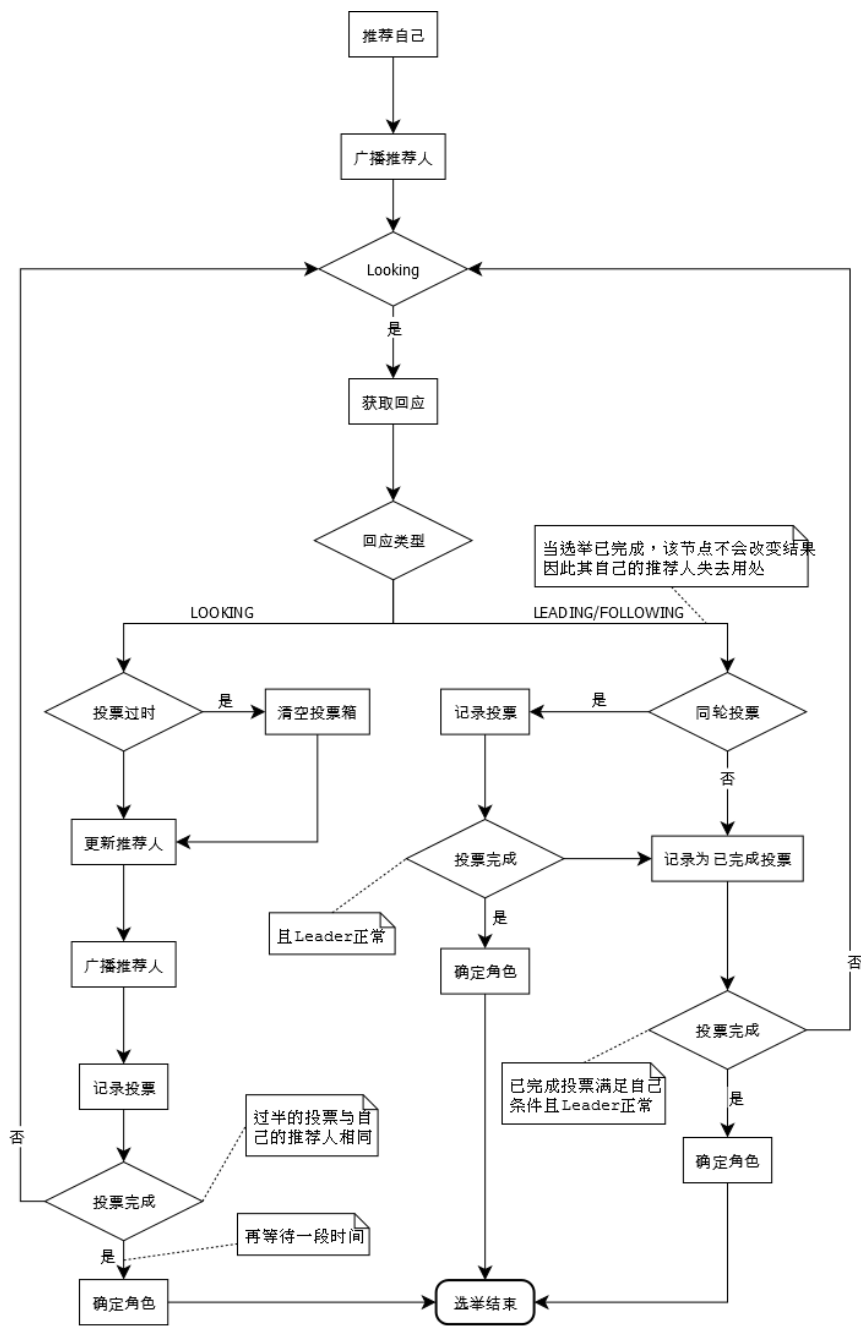 推荐自己
广播推荐人
Looking
是
获取回应
回应类型
当选举已完成，该节点不会改变结果
因此其自己的推荐人失去用处
LOOKING
LEADING/FOLLOWING
投票过时
是
清空投票箱
记录投票
是
同轮投票
否
更新推荐人
投票完成
记录为已完成投票
且Leader正常
是
广播推荐人
确定角色
否
投票完成
记录投票
已完成投票满足自己
条件且Leader正常
是
过半的投票与自
己的推荐人相同
否
确定角色
投票完成
再等待一段时间
是
确定角色
选举结束